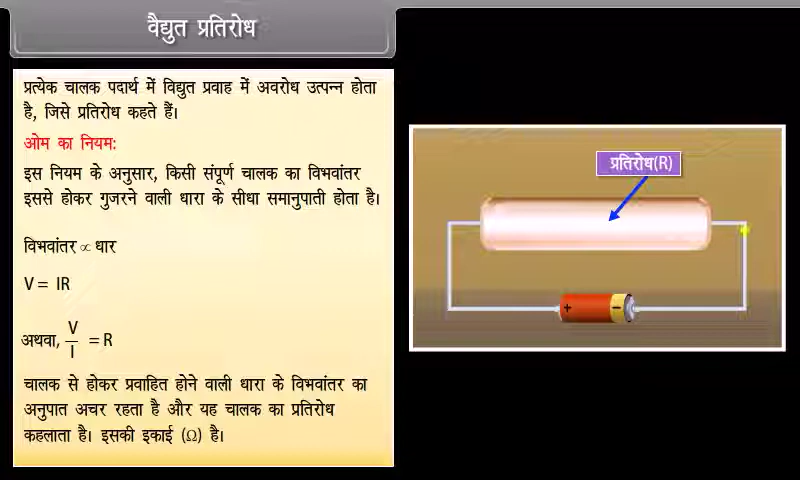 वैद्युत प्रतिरोध
प्रत्येक चालक पदार्थ में विद्युत प्रवाह में अवरोध उत्पन्न होता
है, जिसे प्रतिरोध कहते हैं।
ओम का नियम:
इस नियम के अनुसार, किसी संपूर्ण चालक का विभवांतर
इससे होकर गुजरने वाली धारा के सीधा समानुपाती होता है।
विभवांतर ∝ धार
V = IR
अथवा, V/I = R
चालक से होकर प्रवाहित होने वाली धारा के विभवांतर का
अनुपात अचर रहता है और यह चालक का प्रतिरोध
कहलाता है। इसकी इकाई (Ω) है।
प्रतिरोध(R)
+ −